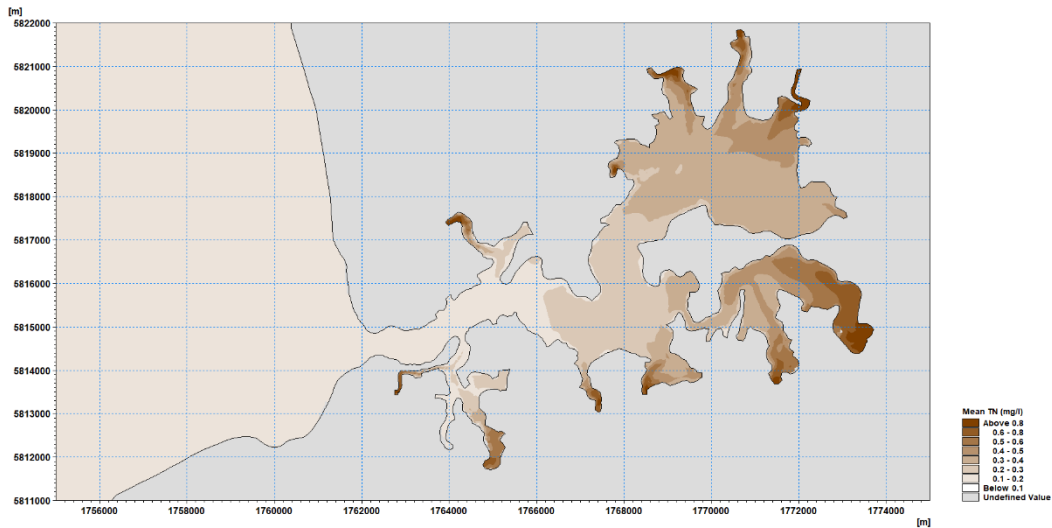 [m]
5822000
5821000
5820000
5819000
5818000
5817000
5816000
5815000
5814000
5813000
5812000
5811000
1756000 1758000 1760000 1762000 1764000 1766000 1768000 1770000 1772000 1774000
[m]
Mean TN (mg/l)
Above 0.8
0.6 - 0.8
0.5 - 0.6
0.4 - 0.5
0.3 - 0.4
0.2 - 0.3
0.1 - 0.2
Below 0.1
Undefined Value